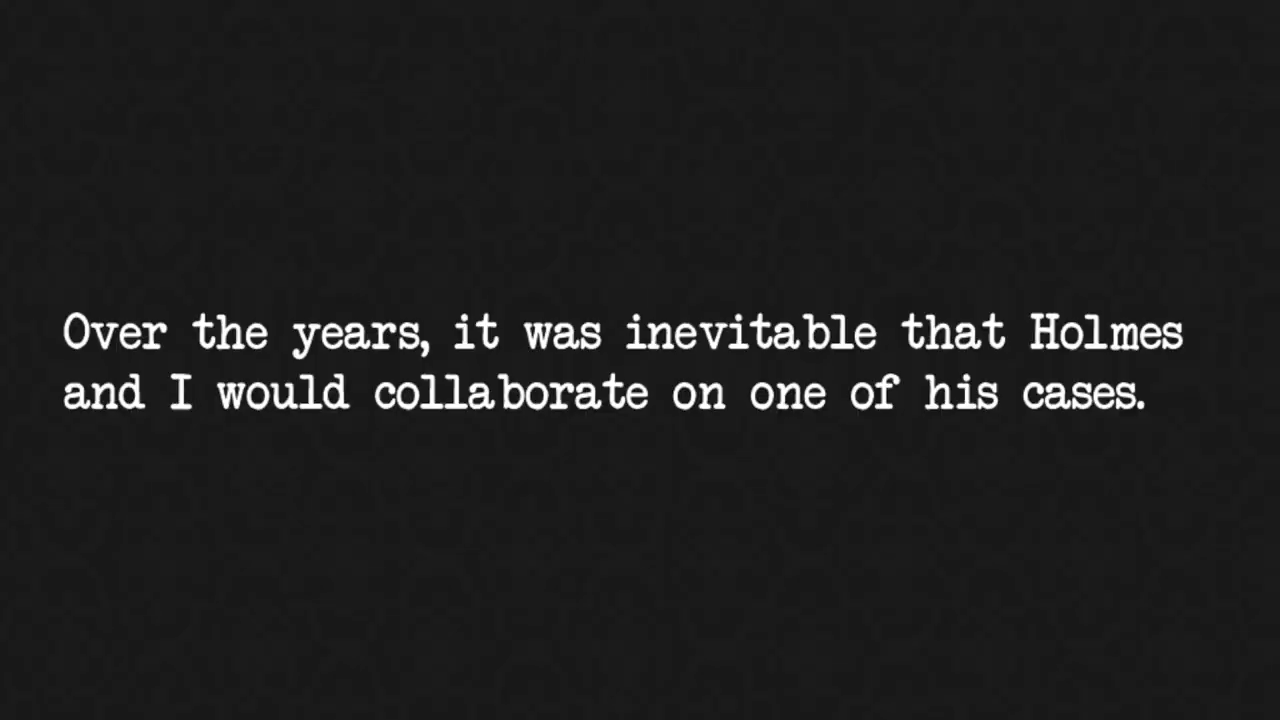 Over the years, it was inevitable that Holmes
and I would collaborate on one of his cases.